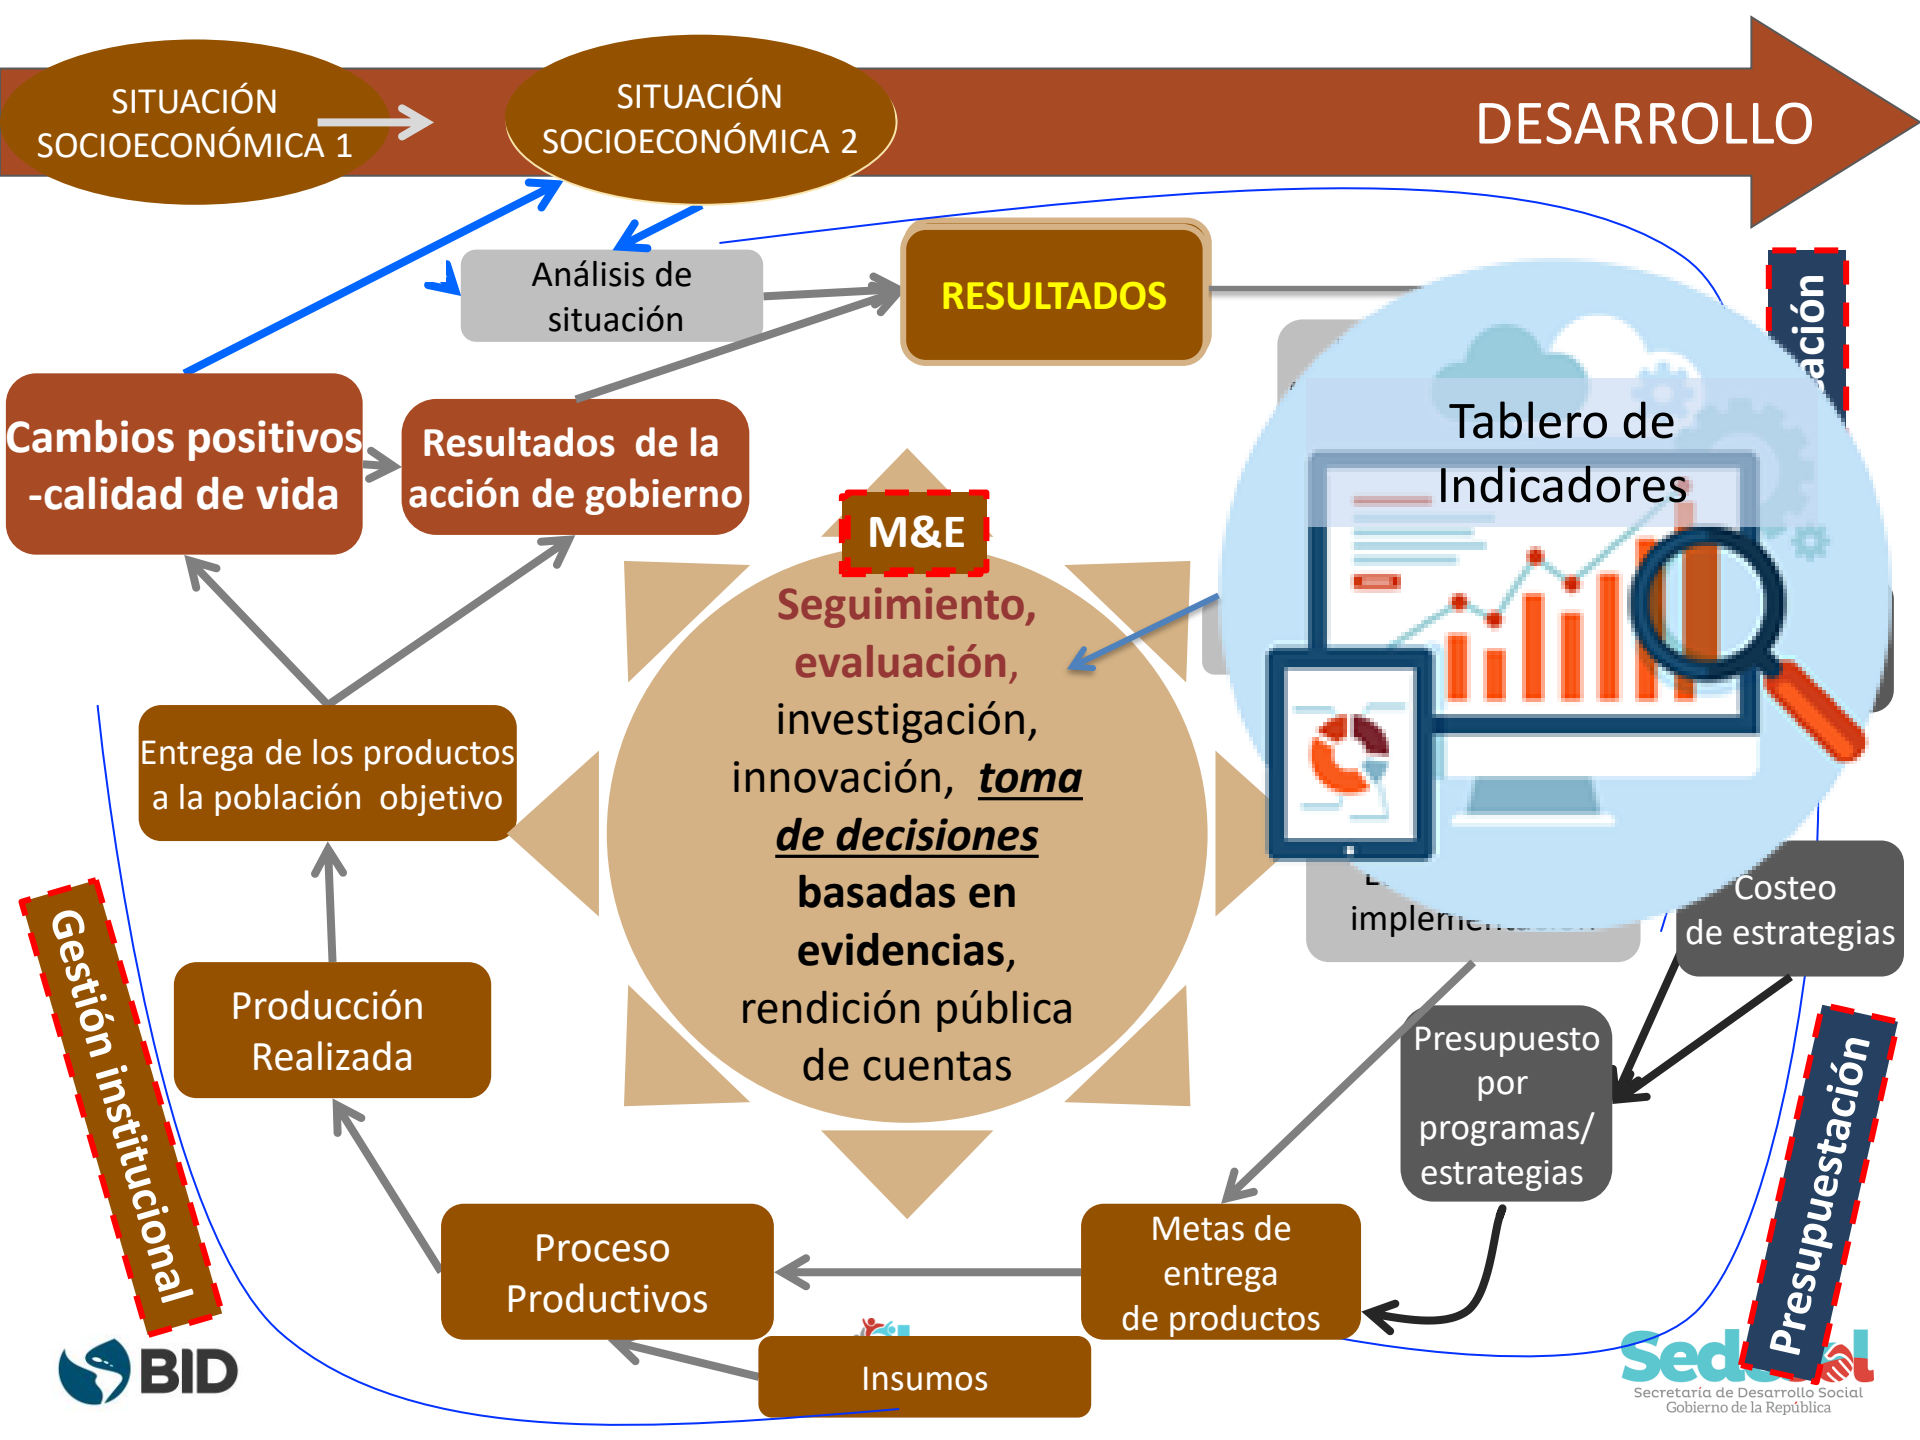 SITUACIÓN
SOCIOECONÓMICA 1
SITUACIÓN
SOCIOECONÓMICA 2
DESARROLLO
Análisis de
situación
RESULTADOS
Cambios positivos
-calidad de vida
Resultados de la
acción de gobierno
Tablero de
Indicadores
M&E
Seguimiento,
evaluación,
investigación,
innovación, toma
de decisiones
basadas en
evidencias,
rendición pública
de cuentas
Entrega de los productos
a la población objetivo
Producción
Realizada
Gestión institucional
Proceso
Productivos
Insumos
Metas de
entrega
de productos
Presupuesto
por
programas/
estrategias
Costeo
de estrategias
Presupuestación
BID
Secretaría de Desarrollo Social
Gobierno de la República